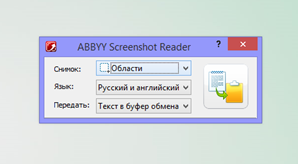 ABBYY Screenshot Reader
Снимок: Области
Язык: Русский и английский
Передать: Текст в буфер обмена